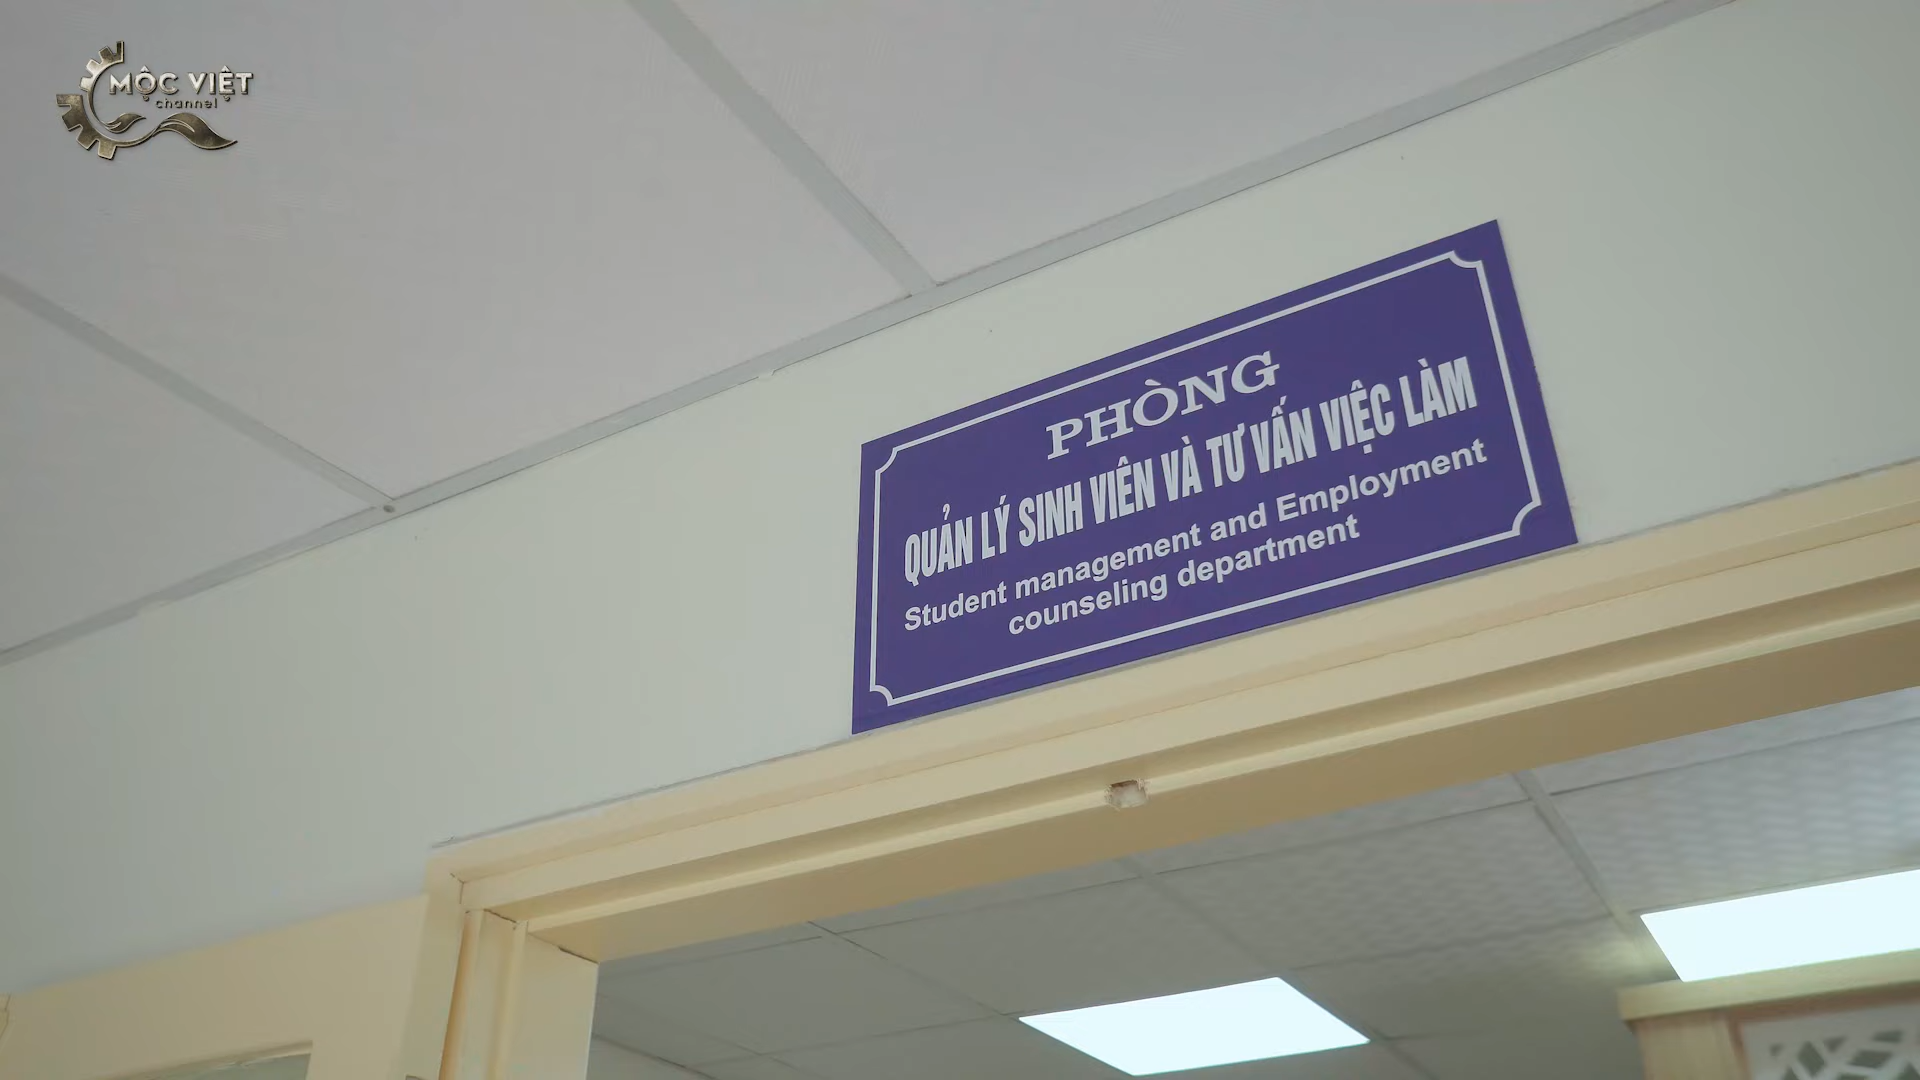 MỘC VIỆT
channel
PHÒNG
QUẢN LÝ SINH VIÊN VÀ TƯ VẤN VIỆC LÀM
Student management and Employment
counseling department